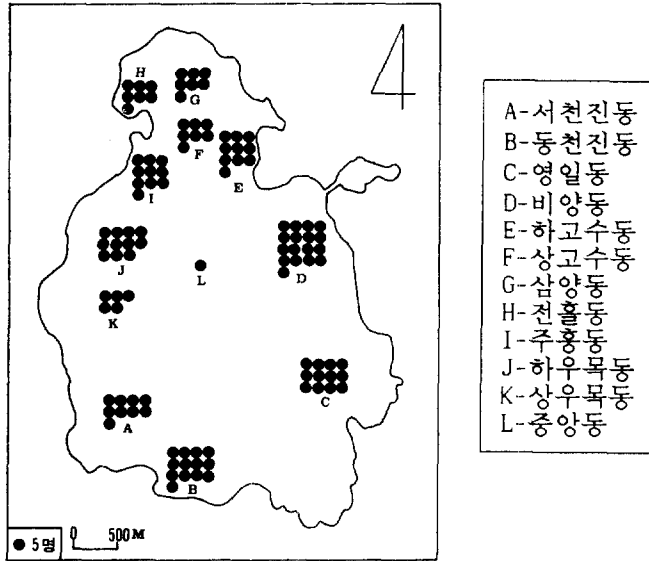 H
G
F
E
I
J
L
D
K
C
A
B
● 5명
0 500M
A-서천진동
B-동천진동
C-영일동
D-비양동
E-하고수동
F-상고수동
G-삼양동
H-전흘동
I-주흥동
J-하우목동
K-상우목동
L-중앙동